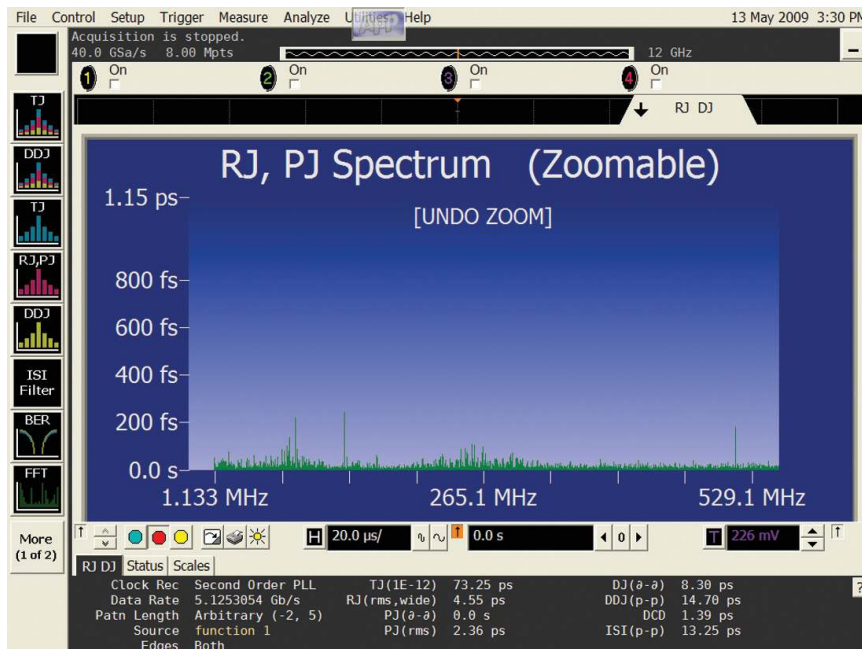 File Control Setup Trigger Measure Analyze Utilities Help 13 May 2009 3:30 PM
Acquisition is stopped.
40.0 GSa/s 8.00 Mpts 12 GHz
1 On 2 On 3 On 4 On
RJ DJ
TJ
DDJ
TJ
RJ,PJ
DDJ
ISI
Filter
BER
FFT
More
(1 of 2)
RJ, PJ Spectrum (Zoomable)
[UNDO ZOOM]
1.15 ps
800 fs
600 fs
400 fs
200 fs
0.0 s
1.133 MHz 265.1 MHz 529.1 MHz
H 20.0 µs/ 0.0 s 0 T 226 mV
RJ DJ Status Scales
Clock Rec Second Order PLL TJ(1E-12) 73.25 ps DJ(∂-∂) 8.30 ps
Data Rate 5.1253054 Gb/s RJ(rms,wide) 4.55 ps DDJ(p-p) 14.70 ps
Patn Length Arbitrary (-2, 5) PJ(∂-∂) 0.0 s DCD 1.39 ps
Source function 1 PJ(rms) 2.36 ps ISI(p-p) 13.25 ps
Edges Both
?